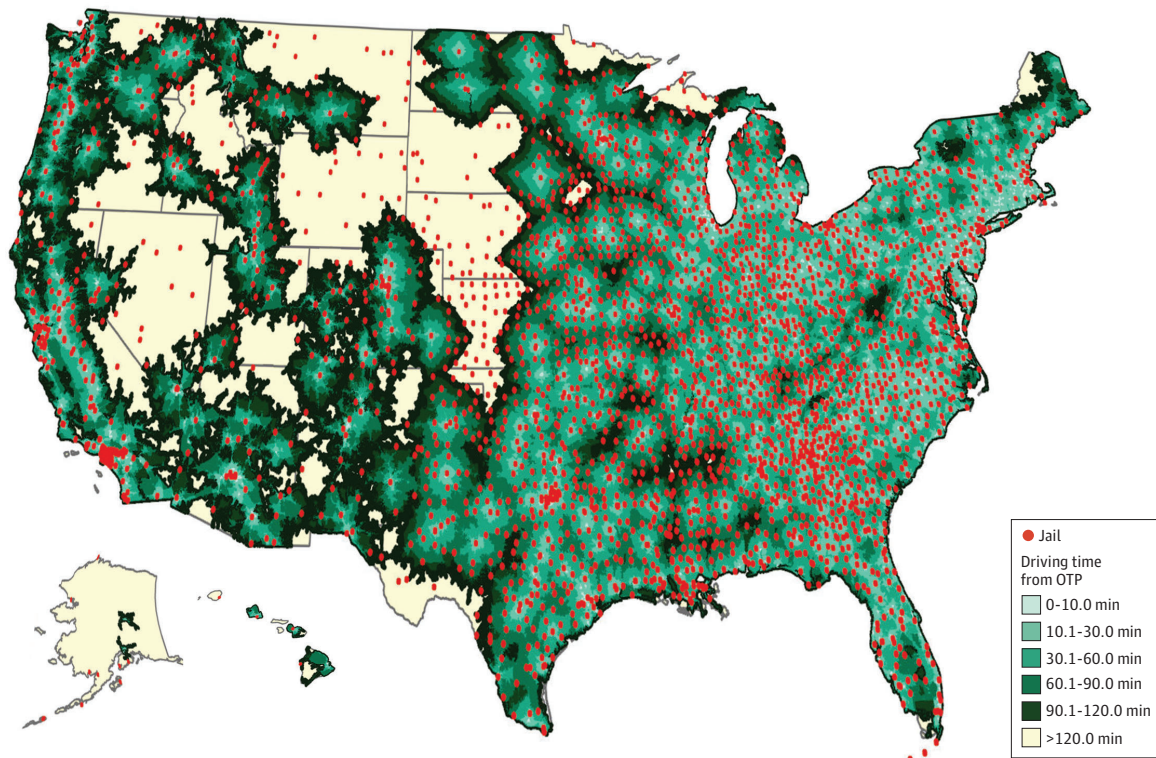 Jail
Driving time
from OTP
0-10.0 min
10.1-30.0 min
30.1-60.0 min
60.1-90.0 min
90.1-120.0 min
>120.0 min